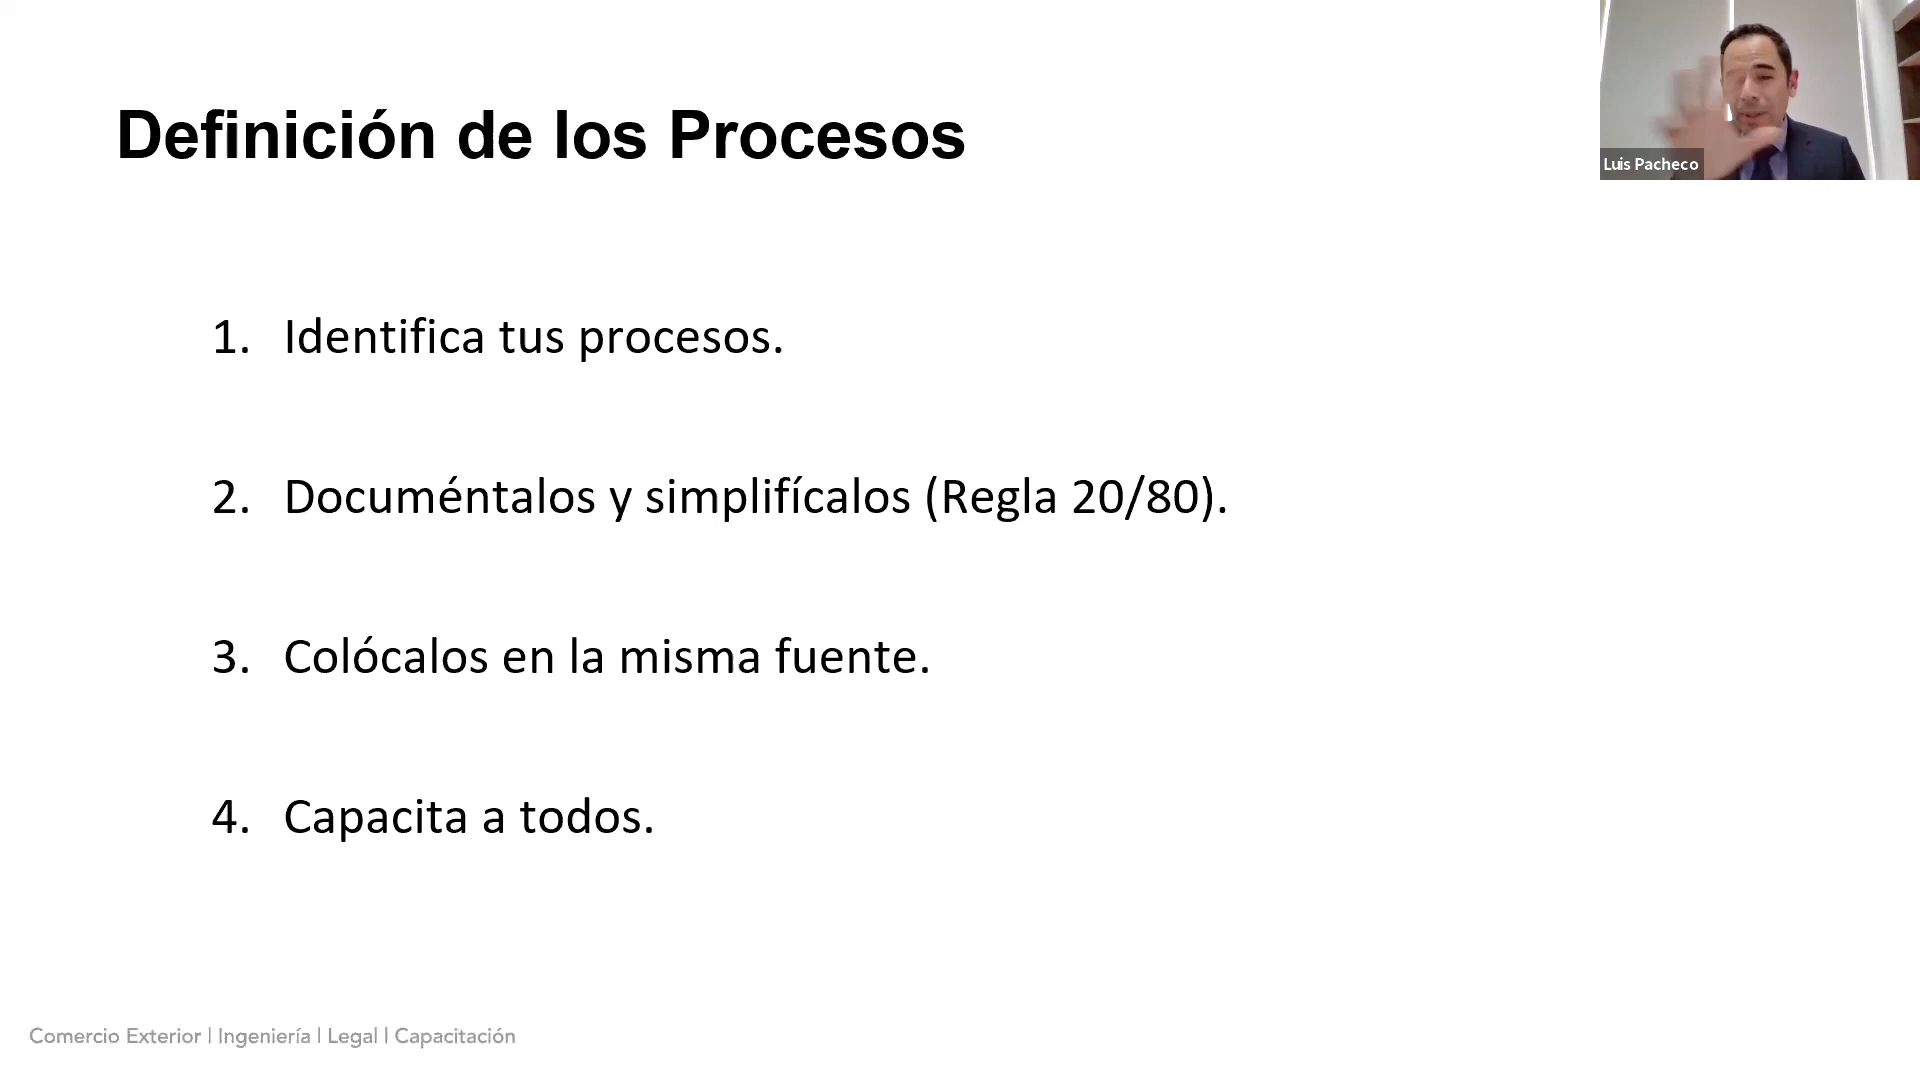 Definición de los Procesos
Luis Pacheco
1. Identifica tus procesos.
2. Documéntalos y simplifícalos (Regla 20/80).
3. Colócalos en la misma fuente.
4. Capacita a todos.
Comercio Exterior | Ingeniería | Legal | Capacitación